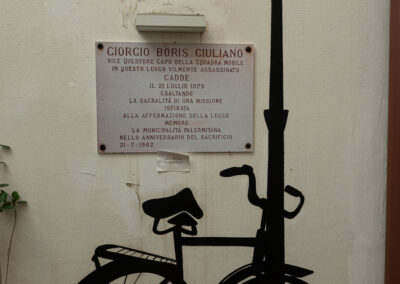 GIORGIO BORIS GIULIANO
VICE QUESTORE CAPO DELLA SQUADRA MOBILE
IN QUESTO LUOGO VILMENTE ASSASSINATO
CADDE
IL 21 LUGLIO 1979
ESALTANDO
LA SACRALITÀ DI UNA MISSIONE
ISPIRATA
ALLA AFFERMAZIONE DELLA LEGGE
MEMORE
LA MUNICIPALITÀ PALERMITANA
NELLO ANNIVERSARIO DEL SACRIFICIO
21-7-1982